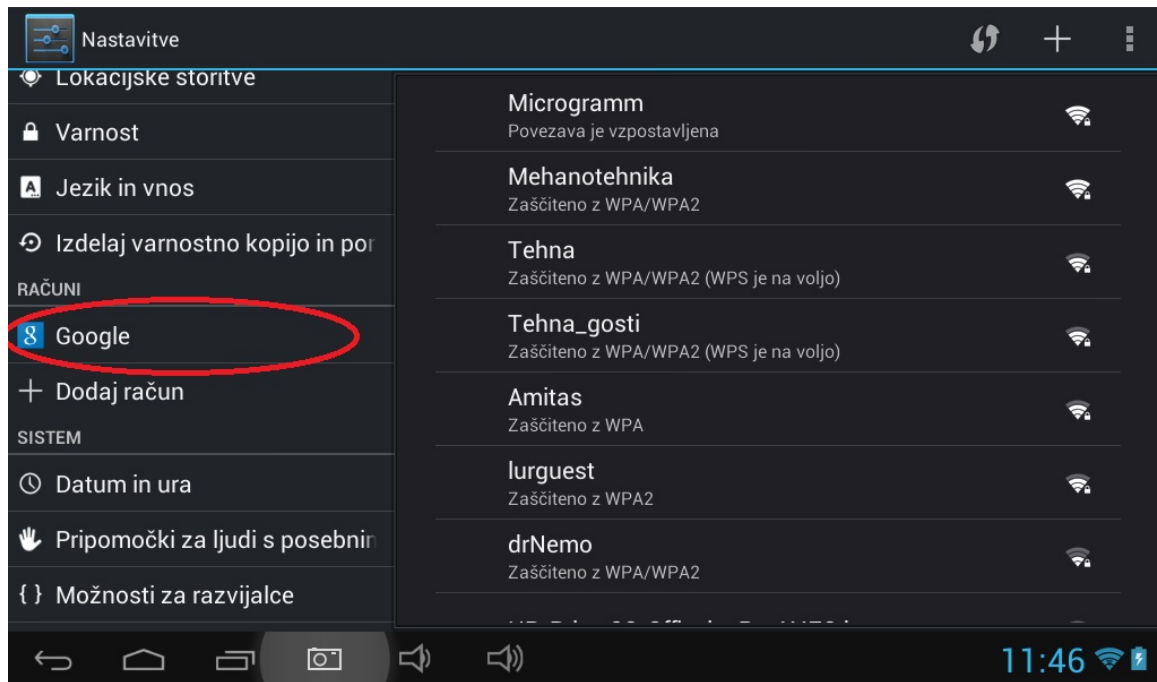 Nastavitve
Lokacijske storitve
Varnost
Jezik in vnos
Izdelaj varnostno kopijo in
RAČUNI
Google
Dodaj račun
SISTEM
Datum in ura
Pripomočki za ljudi s
Možnosti za razvijalce
Microgramm
Povezava je vzpostavljena
Mehanotehnika
Zaščiteno z WPA/WPA2
Tehna
Zaščiteno z WPA/WPA2 (WPS je na voljo)
Tehna_gosti
Zaščiteno z WPA/WPA2 (WPS je na voljo)
Amitas
Zaščiteno z WPA
lurguest
Zaščiteno z WPA2
drNemo
Zaščiteno z WPA/WPA2
11:46